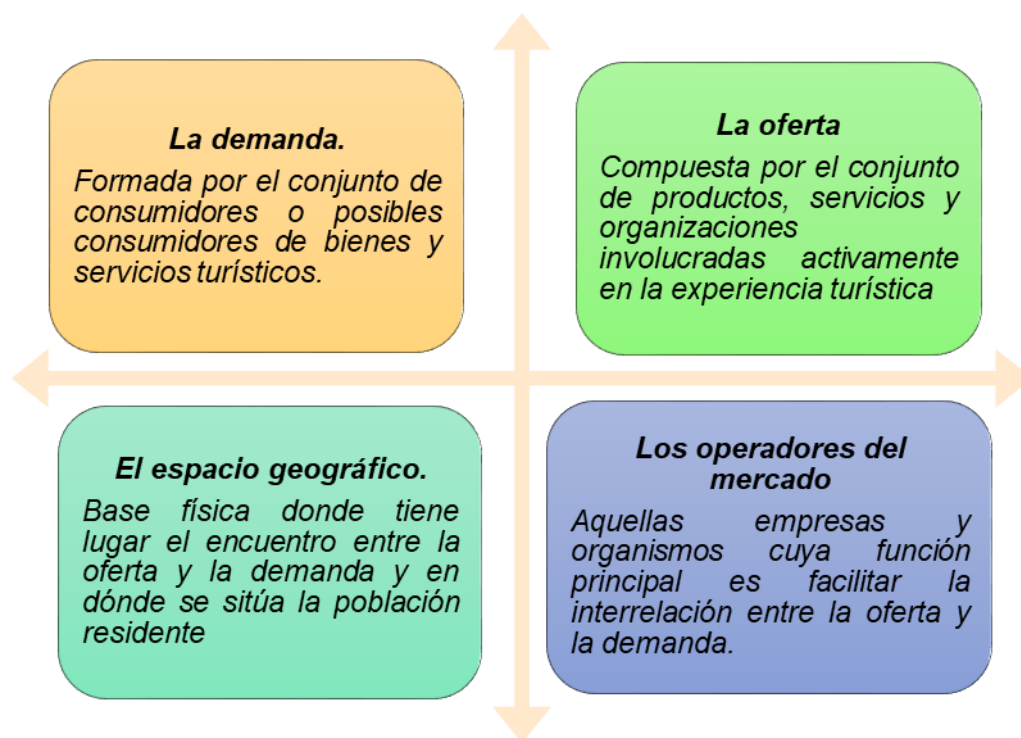 La demanda.
Formada por el conjunto de
consumidores o posibles
consumidores de bienes y
servicios turísticos.
La oferta
Compuesta por el conjunto
de productos, servicios y
organizaciones
involucradas activamente
en la experiencia turística
El espacio geográfico.
Base física donde tiene
lugar el encuentro entre la
oferta y la demanda y en
dónde se sitúa la población
residente
Los operadores del
mercado
Aquellas empresas y
organismos cuya función
principal es facilitar la
interrelación entre la oferta y
la demanda.